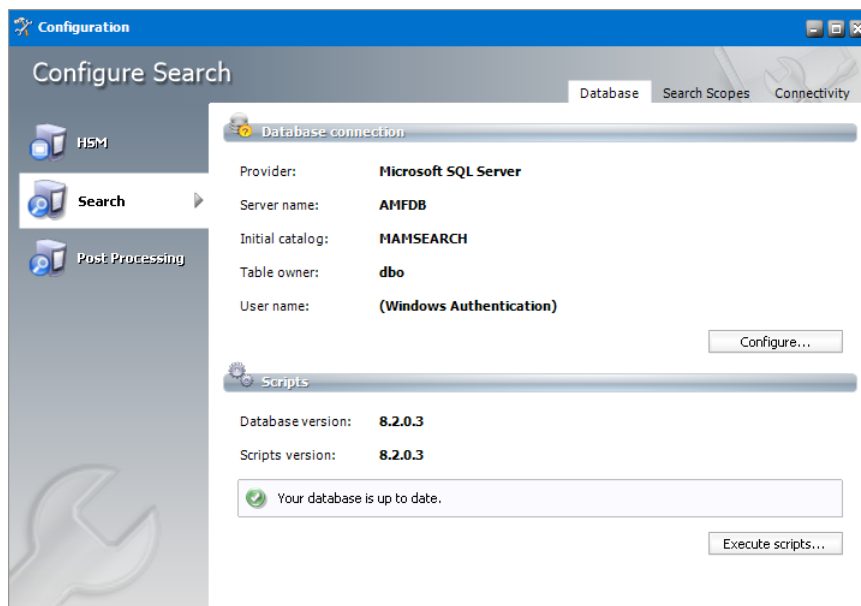 Configuration
Configure Search
Database Search Scopes Connectivity
HSM
Search
Post Processing
Database connection
Provider: Microsoft SQL Server
Server name: AMFDB
Initial catalog: MAMSEARCH
Table owner: dbo
User name: (Windows Authentication)
Configure...
Scripts
Database version: 8.2.0.3
Scripts version: 8.2.0.3
Your database is up to date.
Execute scripts...